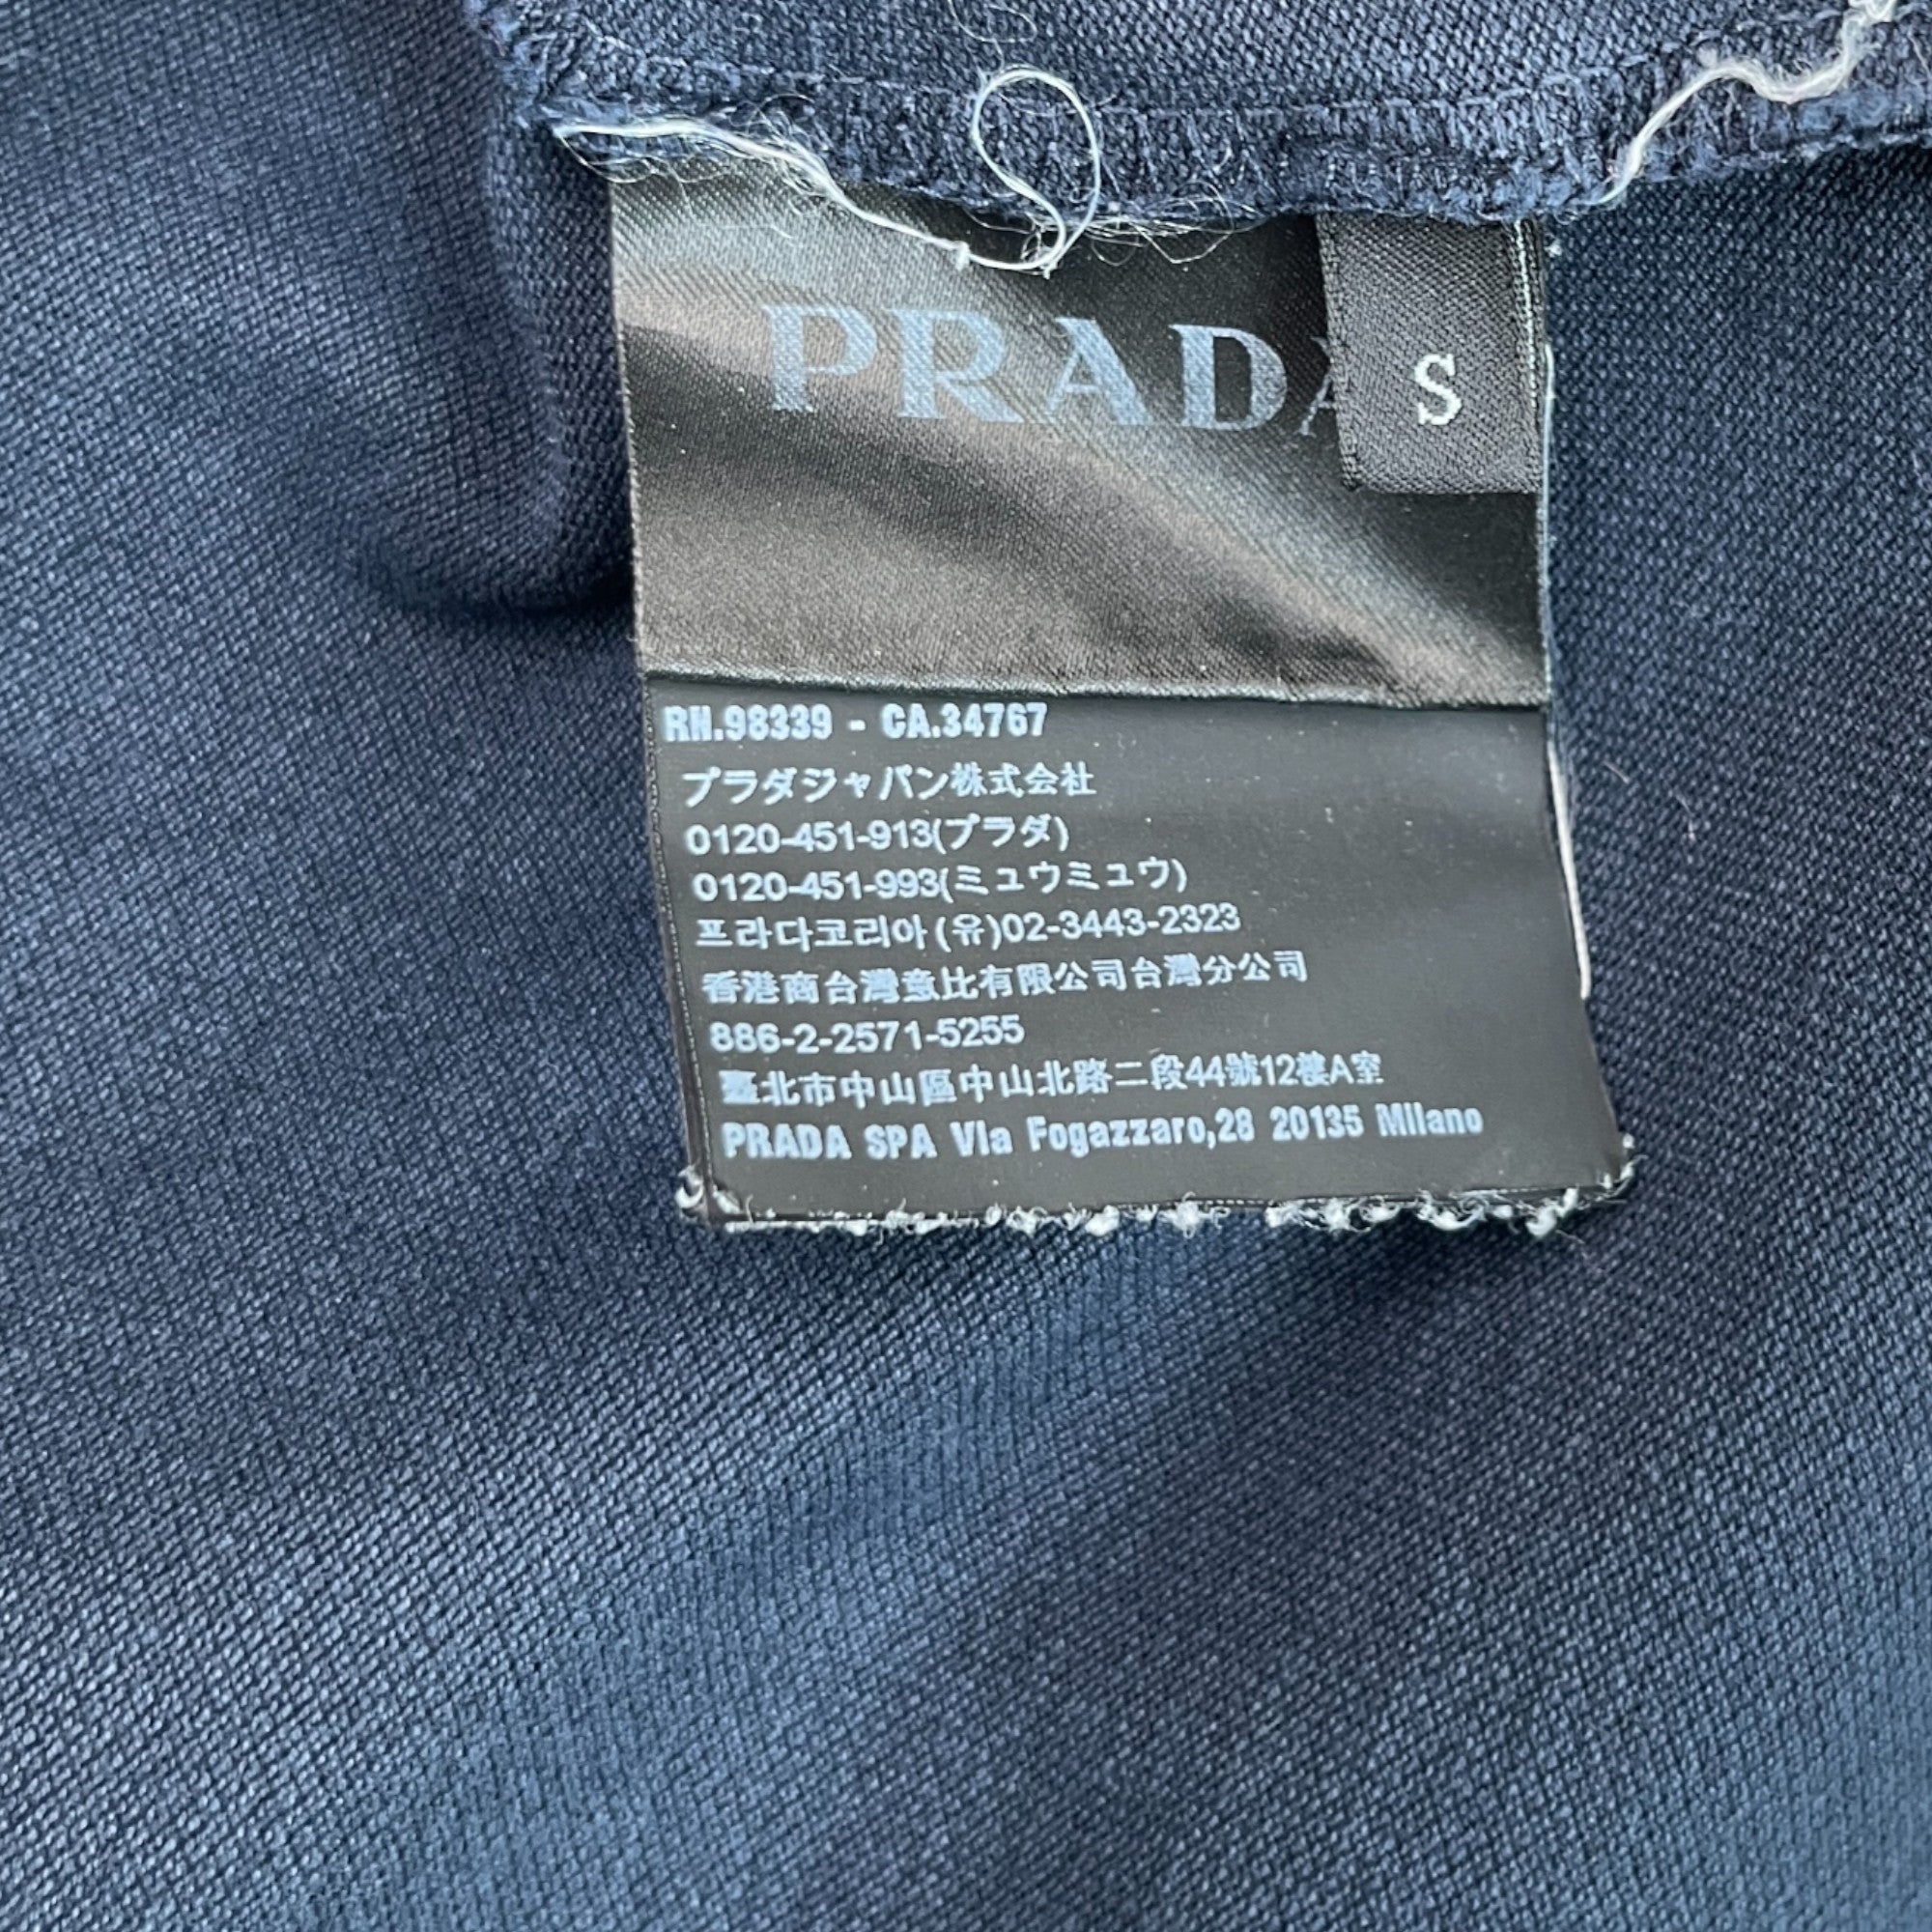 PRADA
S
RN.98339 - CA.34767
プラダジャパン株式会社
0120-451-913(プラダ)
0120-451-993(ミュウミュウ)
프라다코리아(유)02-3443-2323
香港商台灣意比有限公司台灣分公司
886-2-2571-5255
臺北市中山區中山北路二段44號12樓A室
PRADA SPA Via Fogazzaro,28 20135 Milano